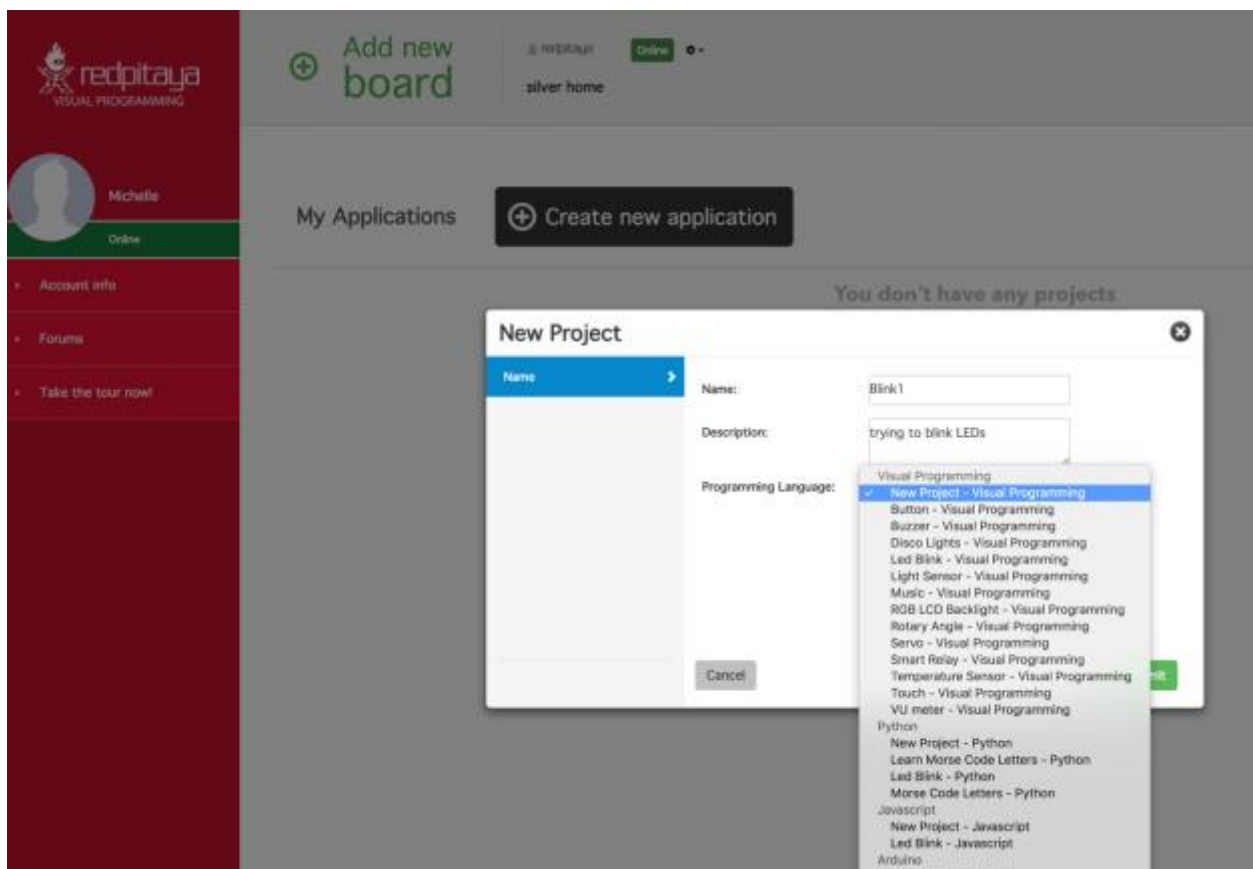 redpitaya
VISUAL PROGRAMMING
Add new
board
redpitaya
Online
silver home
Michelle
Online
Account info
Forums
Take the tour now!
My Applications
Create new application
You don't have any projects
New Project
Name
Name:
Blink1
Description:
trying to blink LEDs
Programming Language:
Visual Programming
New Project - Visual Programming
Button - Visual Programming
Buzzer - Visual Programming
Disco Lights - Visual Programming
Led Blink - Visual Programming
Light Sensor - Visual Programming
Music - Visual Programming
RGB LCD Backlight - Visual Programming
Rotary Angle - Visual Programming
Servo - Visual Programming
Smart Relay - Visual Programming
Temperature Sensor - Visual Programming
Touch - Visual Programming
VU meter - Visual Programming
Python
New Project - Python
Learn Morse Code Letters - Python
Led Blink - Python
Morse Code Letters - Python
Javascript
New Project - Javascript
Led Blink - Javascript
Arduino
Cancel